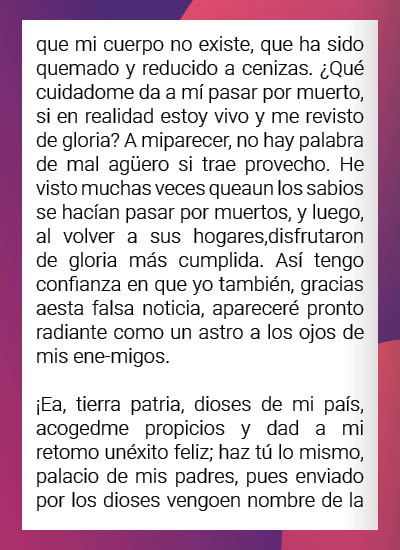 que mi cuerpo no existe, que ha sido
quemado y reducido a cenizas. ¿Qué
cuidadome da a mí pasar por muerto,
si en realidad estoy vivo y me revisto
de gloria? A miparecer, no hay palabra
de mal agüero si trae provecho. He
visto muchas veces queaun los sabios
se hacían pasar por muertos, y luego,
al volver a sus hogares,disfrutaron
de gloria más cumplida. Así tengo
confianza en que yo también, gracias
aesta falsa noticia, apareceré pronto
radiante como un astro a los ojos de
mis ene-migos.
¡Ea, tierra patria, dioses de mi país,
acogedme propicios y dad a mi
retomo unéxito feliz; haz tú lo mismo,
palacio de mis padres, pues enviado
por los dioses vengoen nombre de la